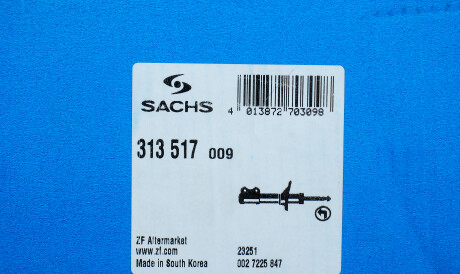 SACHS
4 013872 703098
313 517 009
ZF Aftermarket
www.zf.com 23251
Made in South Korea 002 7225 847